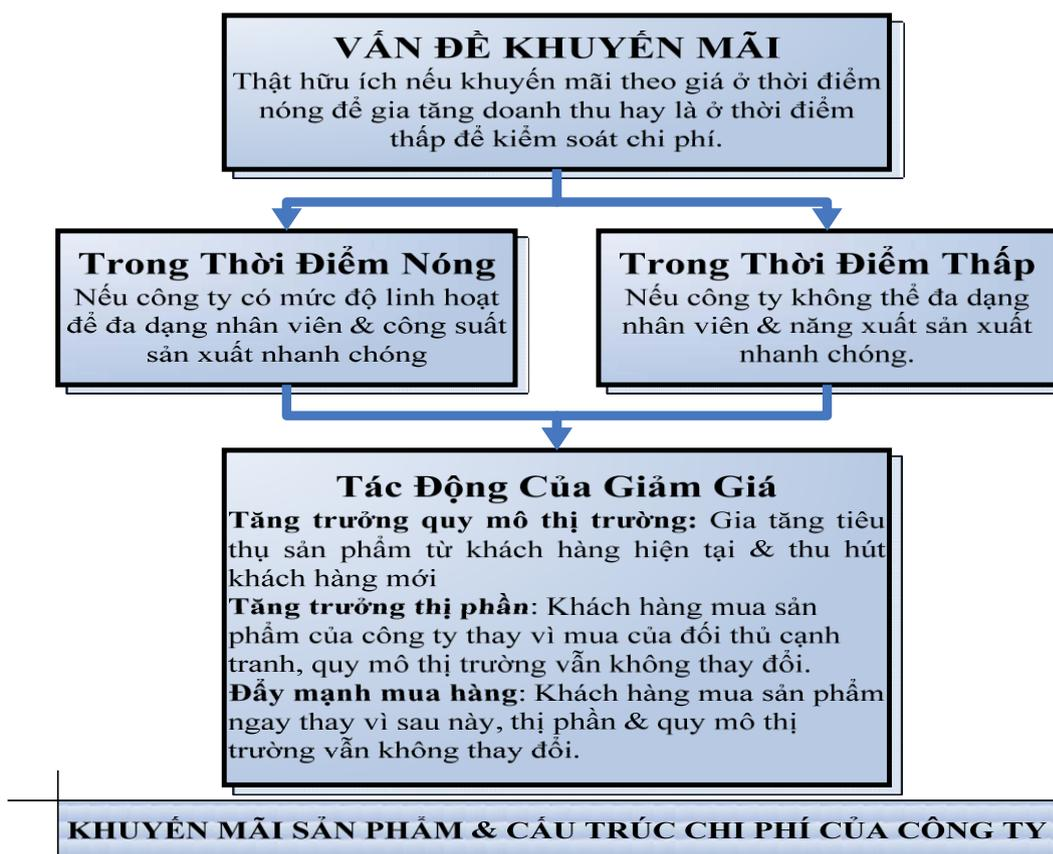 VẤN ĐỀ KHUYẾN MÃI
Thật hữu ích nếu khuyến mãi theo giá ở thời điểm
nóng để gia tăng doanh thu hay là ở thời điểm
thấp để kiểm soát chi phí.
Trong Thời Điểm Nóng
Nếu công ty có mức độ linh hoạt
để đa dạng nhân viên & công suất
sản xuất nhanh chóng
Trong Thời Điểm Thấp
Nếu công ty không thể đa dạng
nhân viên & năng xuất sản xuất
nhanh chóng.
Tác Động Của Giảm Giá
Tăng trưởng quy mô thị trường: Gia tăng tiêu
thụ sản phẩm từ khách hàng hiện tại & thu hút
khách hàng mới
Tăng trưởng thị phần: Khách hàng mua sản
phẩm của công ty thay vì mua của đối thủ cạnh
tranh, quy mô thị trường vẫn không thay đổi.
Đẩy mạnh mua hàng: Khách hàng mua sản phẩm
ngay thay vì sau này, thị phần & quy mô thị
trường vẫn không thay đổi.
KHUYẾN MÃI SẢN PHẨM & CẤU TRÚC CHI PHÍ CỦA CÔNG TY